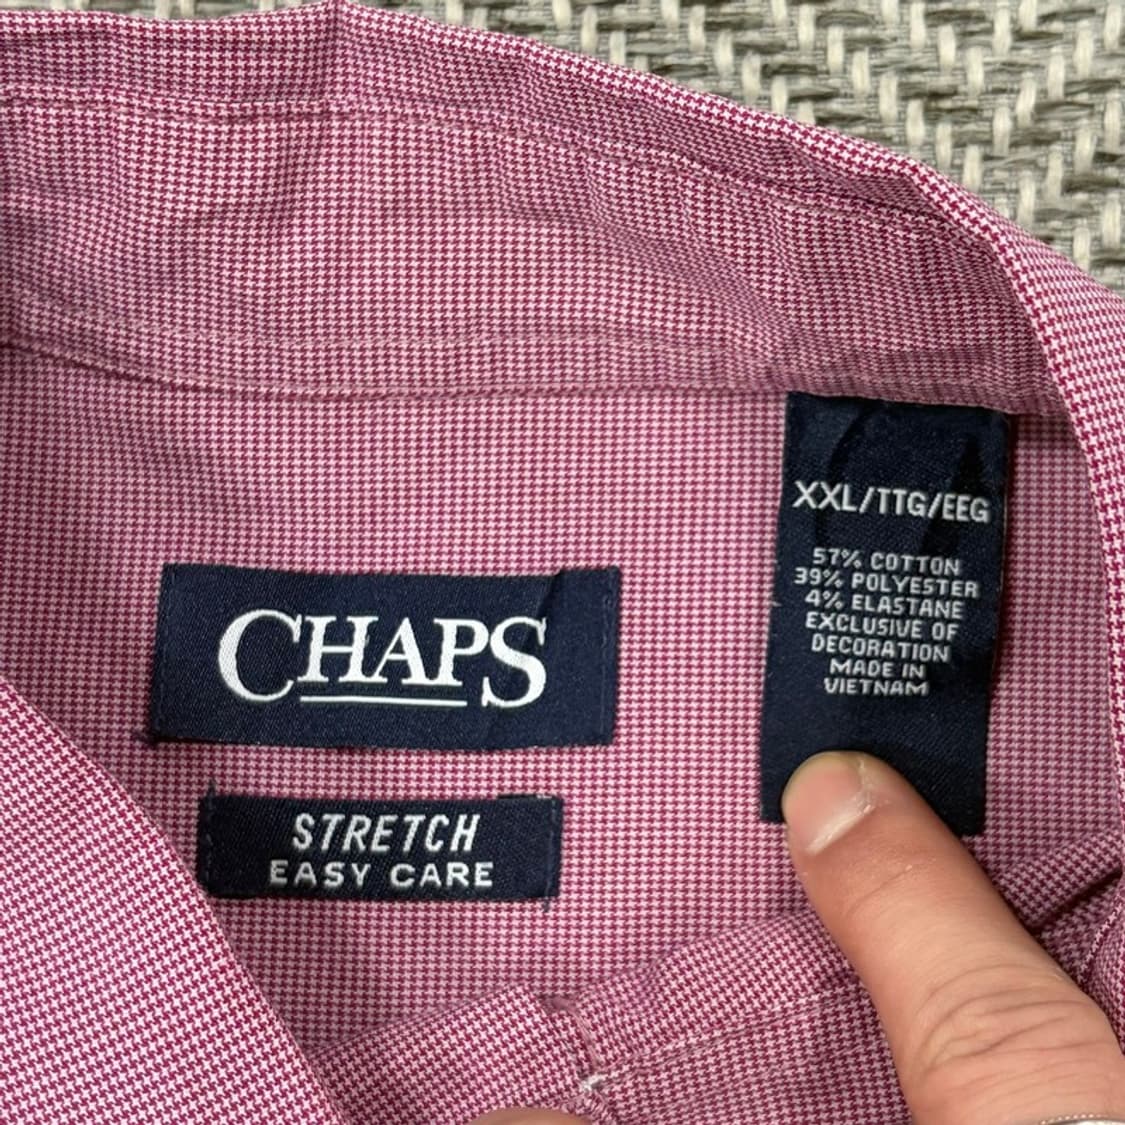 CHAPS
STRETCH
EASY CARE
XXL/TTG/EEG
57% COTTON
39% POLYESTER
4% ELASTANE
EXCLUSIVE OF
DECORATION
MADE IN
VIETNAM